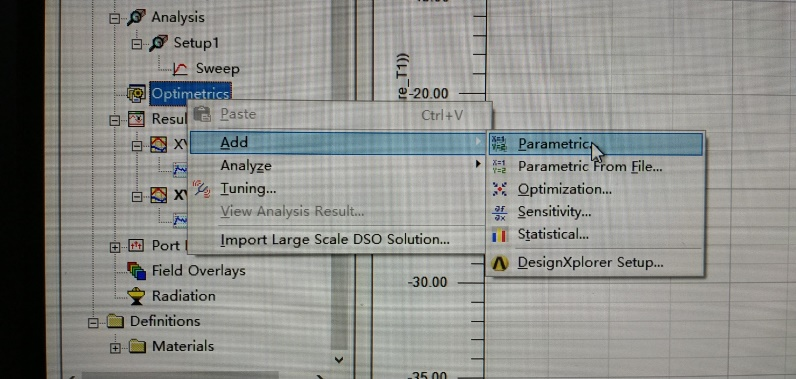 Analysis
Setup1
Sweep
Optimetrics
Paste Ctrl+V
Add
Analyze
Tuning...
View Analysis Result...
Import Large Scale DSO Solution...
Parametric
Parametric From File...
Optimization...
Sensitivity...
Statistical...
DesignXplorer Setup...
Resul
XY
XY
Port
Field Overlays
Radiation
Definitions
Materials
re_T1))
-20.00
-30.00
-35.00